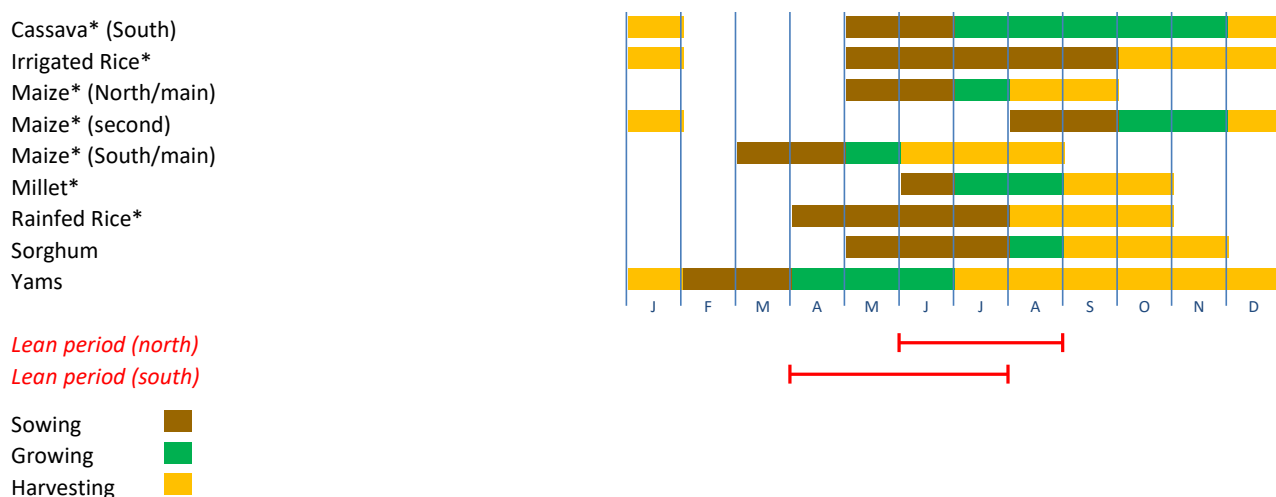 Cassava* (South)
Irrigated Rice*
Maize* (North/main)
Maize* (second)
Maize* (South/main)
Millet*
Rainfed Rice*
Sorghum
Yams
J F M A M J J A S O N D
Lean period (north)
Lean period (south)
Sowing
Growing
Harvesting